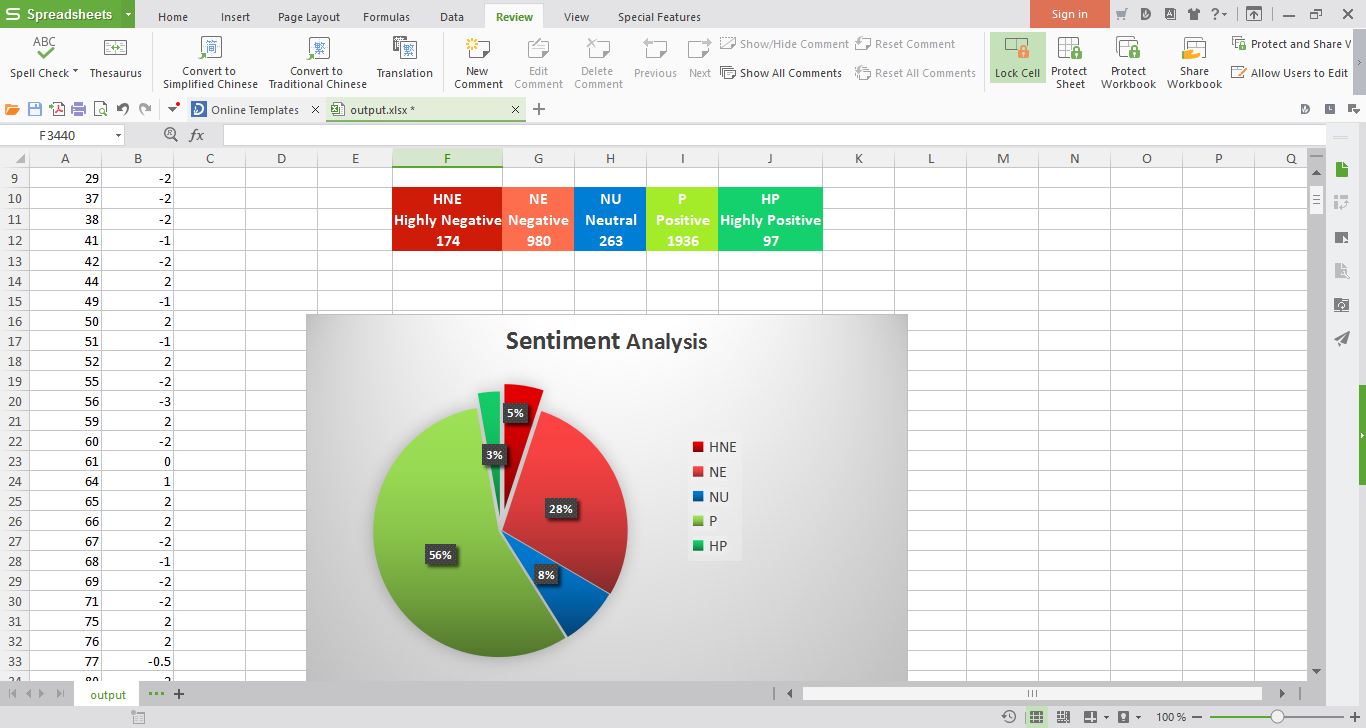 Spreadsheets
Home Insert Page Layout Formulas Data Review View Special Features
Sign in
ABC
Spell Check Thesaurus
Convert to Simplified Chinese
Convert to Traditional Chinese
Translation
New Comment
Edit Comment
Delete Comment
Previous Next
Show/Hide Comment Reset Comment
Show All Comments Reset All Comments
Lock Cell
Protect Sheet
Protect Workbook
Share Workbook
Protect and Share
Allow Users to Edit
Online Templates output.xlsx *
F3440 fx
A B C D E F G H I J K L M N O P Q
9 29 -2
10 37 -2 HNE NE NU P HP
11 38 -2 Highly Negative Negative Neutral Positive Highly Positive
12 41 -1 174 980 263 1936 97
13 42 -2
14 44 2
15 49 -1
16 50 2
17 51 -1
18 52 2
19 55 -2
20 56 -3
21 59 2
22 60 -2
23 61 0
24 64 1
25 65 2
26 66 2
27 67 -2
28 68 -1
29 69 -2
30 71 -2
31 75 2
32 76 2
33 77 -0.5
Sentiment Analysis
5%
3%
28%
56%
8%
HNE
NE
NU
P
HP
output
100 %